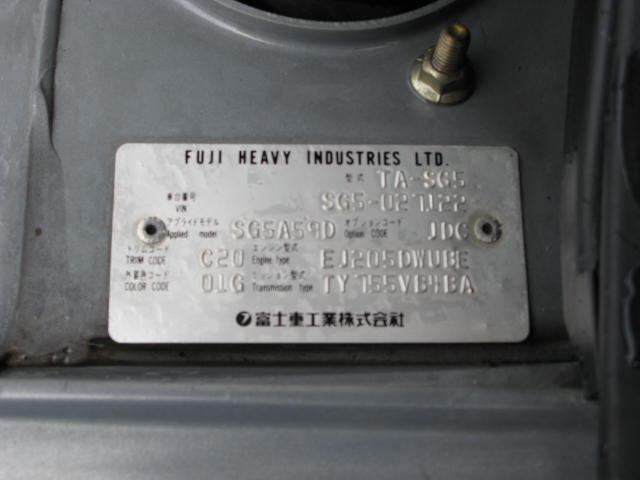 FUJI HEAVY INDUSTRIES LTD.
型式 TA-SG5
車台番号 VIN SG5-027122
アプライドモデル Applied model SG5A59D オプションコード Option code JDC
トリムコード TRIM CODE C20 エンジン型式 Engine type EJ205DWUBE
外装色コード COLOR CODE 01G ミッション型式 Transmission type TY755VB4BA
富士重工業株式会社